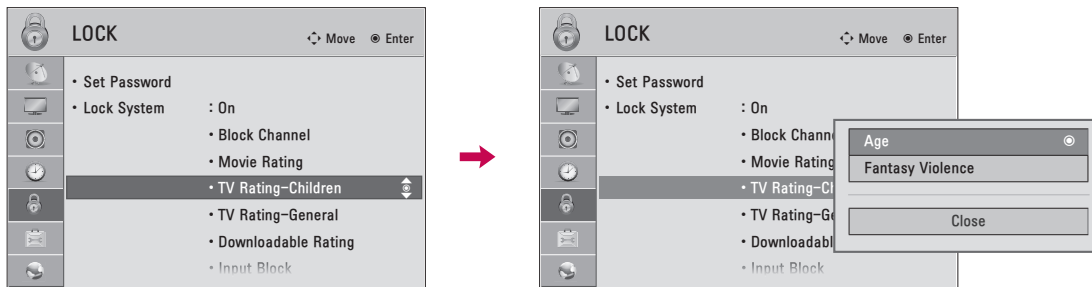 LOCK
Move Enter
• Set Password
• Lock System : On
• Block Channel
• Movie Rating
• TV Rating-Children
• TV Rating-General
• Downloadable Rating
• Input Block
LOCK
Move Enter
• Set Password
• Lock System : On
• Block Chann
• Movie Rating
• TV Rating-Ch
• TV Rating-Ge
• Downloadabl
• Input Block
Age
Fantasy Violence
Close